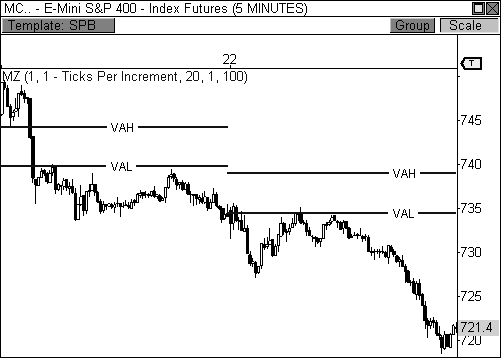 MC.. - E-Mini S&P 400 - Index Futures (5 MINUTES)
Template: SPB Group Scale
22
T
MZ (1, 1 - Ticks Per Increment, 20, 1, 100)
745
VAH
740
VAL
VAH
735
VAL
730
725
721.4
720